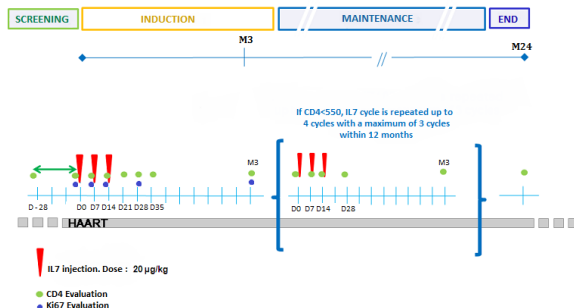 SCREENING INDUCTION MAINTENANCE END
M3 M24
If CD4<550, IL7 cycle is repeated up to
4 cycles with a maximum of 3 cycles
within 12 months
M3 M3
D -28 D0 D7 D14 D21 D28 D35 D0 D7 D14 D28
HAART
IL7 injection. Dose : 20 µg/kg
CD4 Evaluation
Ki67 Evaluation